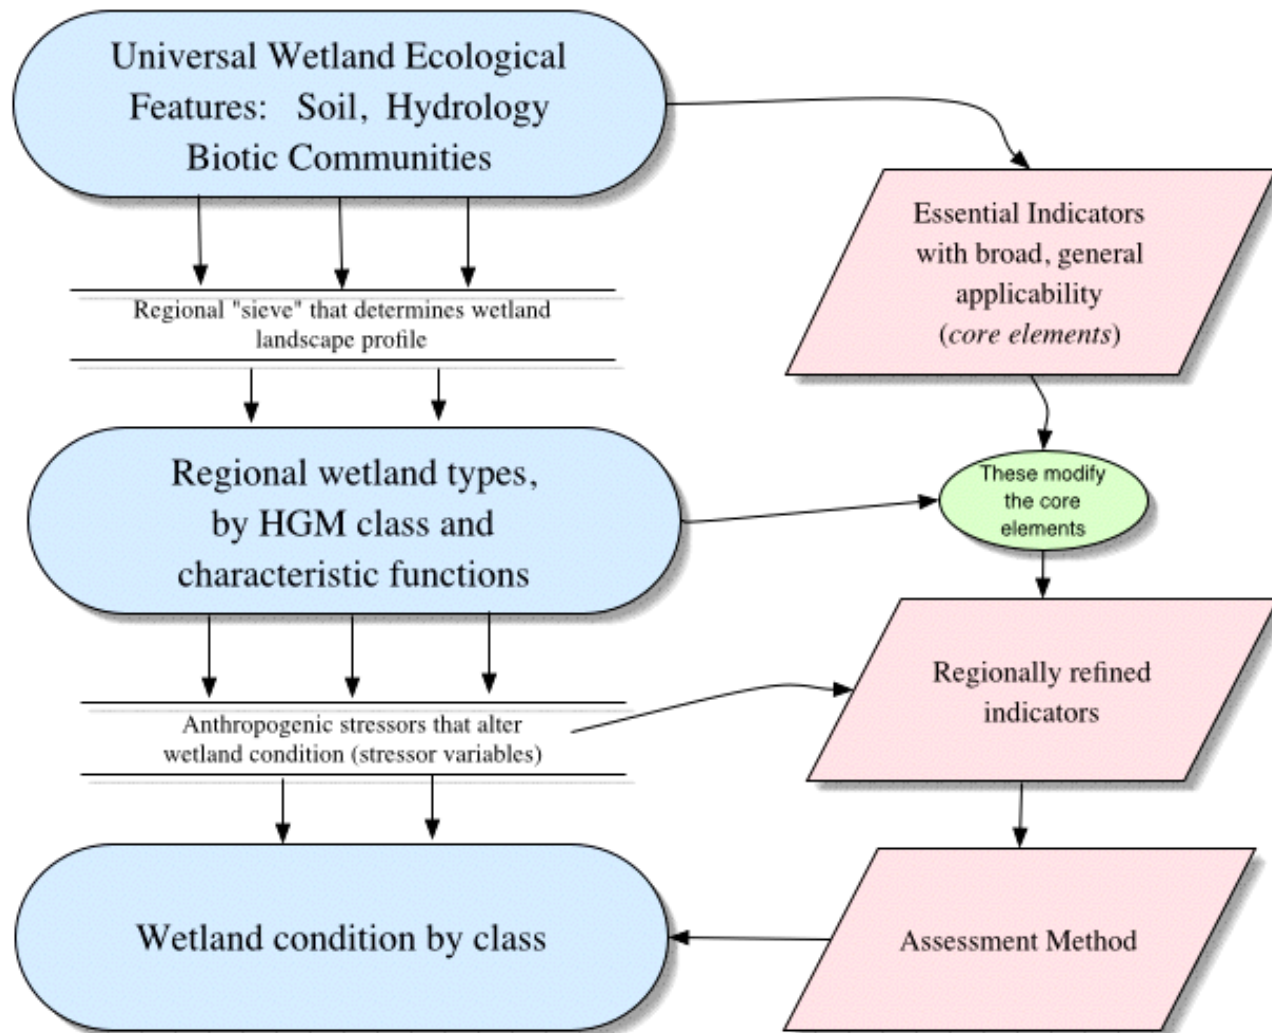 Universal Wetland Ecological
Features: Soil, Hydrology
Biotic Communities
Essential Indicators
with broad, general
applicability
(core elements)
Regional "sieve" that determines wetland
landscape profile
Regional wetland types,
by HGM class and
characteristic functions
These modify
the core
elements
Regionally refined
indicators
Anthropogenic stressors that alter
wetland condition (stressor variables)
Wetland condition by class
Assessment Method